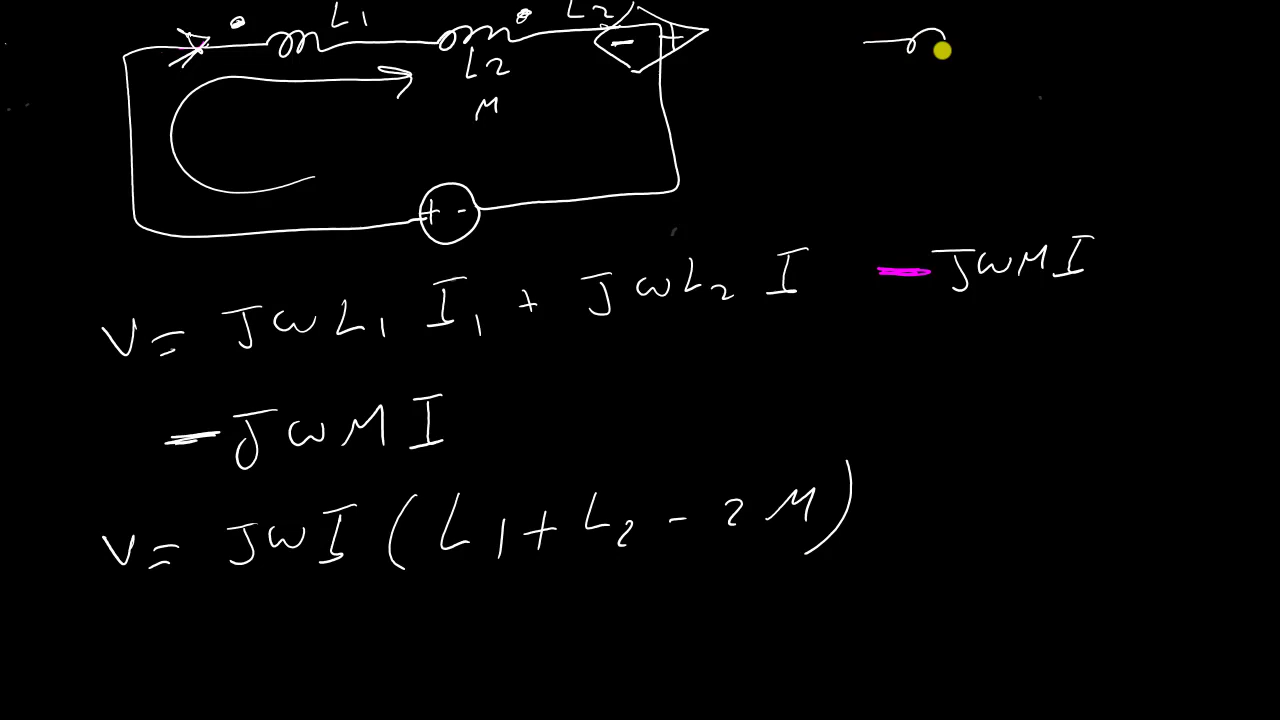 L1 L2
- +
L2
M
+ -
V = JωL1 I1 + JωL2 I - JωMI
- JωMI
V = JωI (L1 + L2 - 2M)